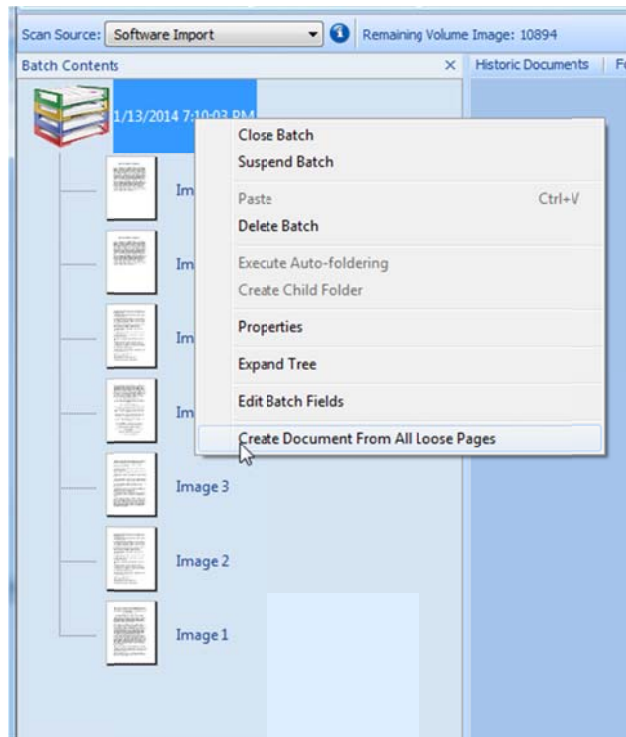 Scan Source: Software Import Remaining Volume Image: 10894
Batch Contents × Historic Documents
1/13/2014 7:10:03 PM
Close Batch
Suspend Batch
Im
Paste Ctrl+V
Delete Batch
Im
Execute Auto-foldering
Create Child Folder
Properties
Im
Expand Tree
Edit Batch Fields
Im
Create Document From All Loose Pages
Image 3
Image 2
Image 1